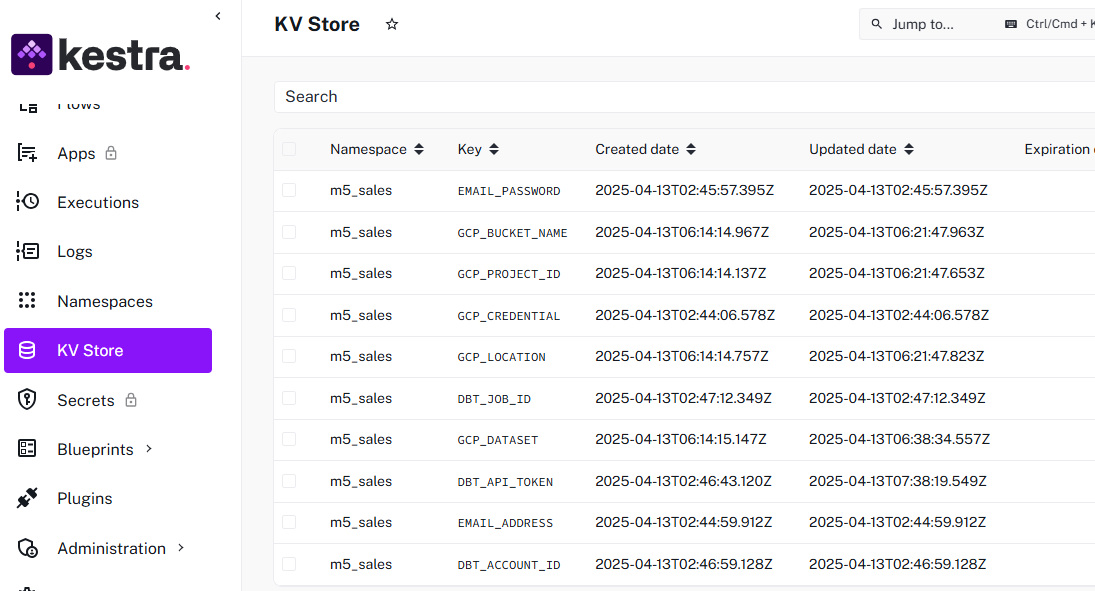 kestra.
Flows
Apps
Executions
Logs
Namespaces
KV Store
Secrets
Blueprints
Plugins
Administration
KV Store
Jump to... Ctrl/Cmd + K
Search
Namespace Key Created date Updated date Expiration
m5_sales EMAIL_PASSWORD 2025-04-13T02:45:57.395Z 2025-04-13T02:45:57.395Z
m5_sales GCP_BUCKET_NAME 2025-04-13T06:14:14.967Z 2025-04-13T06:21:47.963Z
m5_sales GCP_PROJECT_ID 2025-04-13T06:14:14.137Z 2025-04-13T06:21:47.653Z
m5_sales GCP_CREDENTIAL 2025-04-13T02:44:06.578Z 2025-04-13T02:44:06.578Z
m5_sales GCP_LOCATION 2025-04-13T06:14:14.757Z 2025-04-13T06:21:47.823Z
m5_sales DBT_JOB_ID 2025-04-13T02:47:12.349Z 2025-04-13T02:47:12.349Z
m5_sales GCP_DATASET 2025-04-13T06:14:15.147Z 2025-04-13T06:38:34.557Z
m5_sales DBT_API_TOKEN 2025-04-13T02:46:43.120Z 2025-04-13T07:38:19.549Z
m5_sales EMAIL_ADDRESS 2025-04-13T02:44:59.912Z 2025-04-13T02:44:59.912Z
m5_sales DBT_ACCOUNT_ID 2025-04-13T02:46:59.128Z 2025-04-13T02:46:59.128Z